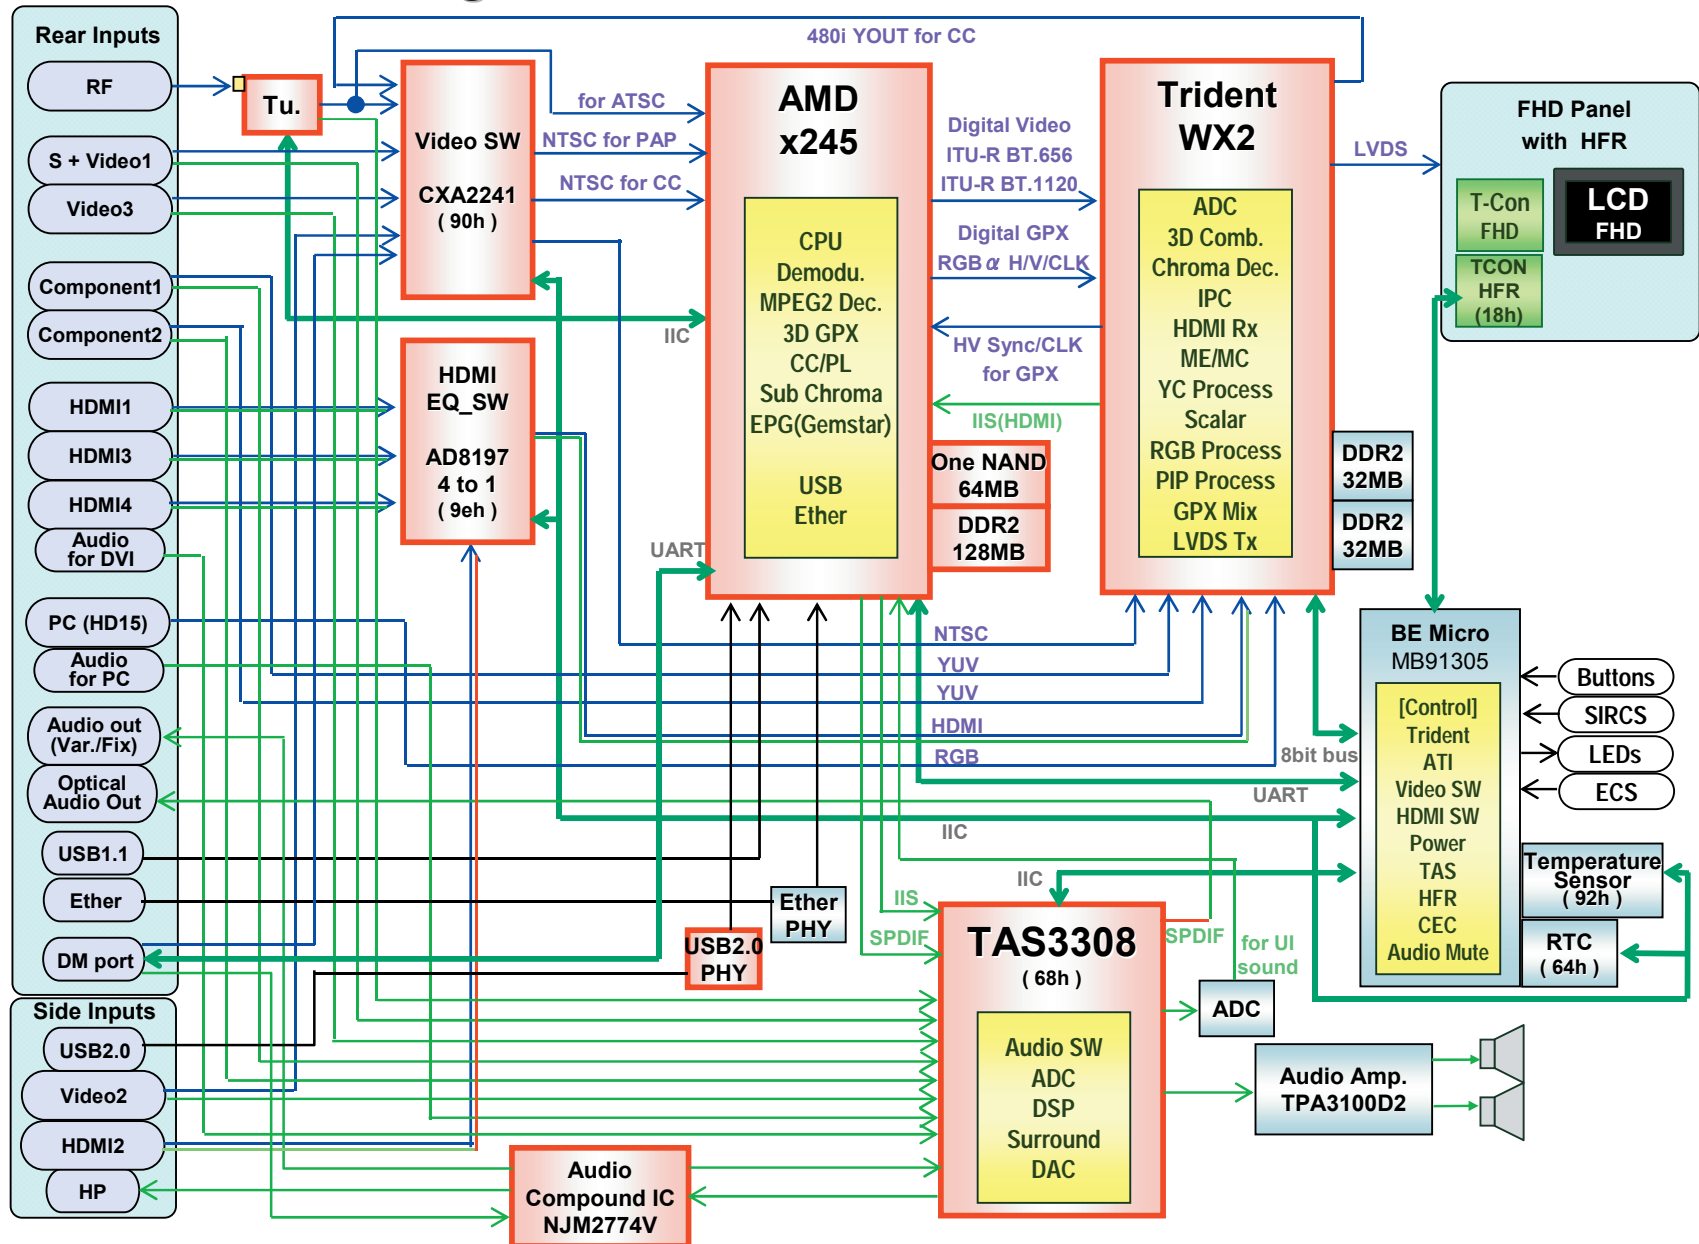 Rear Inputs
RF
S + Video1
Video3
Component1
Component2
HDMI1
HDMI3
HDMI4
Audio
for DVI
PC (HD15)
Audio
for PC
Audio out
(Var./Fix)
Optical
Audio Out
USB1.1
Ether
DM port
Side Inputs
USB2.0
Video2
HDMI2
HP
Tu.
Video SW
CXA2241
( 90h )
HDMI
EQ_SW
AD8197
4 to 1
( 9eh )
480i YOUT for CC
for ATSC
NTSC for PAP
NTSC for CC
IIC
UART
AMD
x245
CPU
Demodu.
MPEG2 Dec.
3D GPX
CC/PL
Sub Chroma
EPG(Gemstar)
USB
Ether
One NAND
64MB
DDR2
128MB
Digital Video
ITU-R BT.656
ITU-R BT.1120
Digital GPX
RGBα H/V/CLK
HV Sync/CLK
for GPX
IIS(HDMI)
Trident
WX2
ADC
3D Comb.
Chroma Dec.
IPC
HDMI Rx
ME/MC
YC Process
Scalar
RGB Process
PIP Process
GPX Mix
LVDS Tx
DDR2
32MB
DDR2
32MB
LVDS
FHD Panel
with HFR
T-Con
FHD
LCD
FHD
TCON
HFR
(18h)
NTSC
YUV
YUV
HDMI
RGB
8bit bus
UART
IIC
IIC
BE Micro
MB91305
[Control]
Trident
ATI
Video SW
HDMI SW
Power
TAS
HFR
CEC
Audio Mute
Buttons
SIRCS
LEDs
ECS
Temperature
Sensor
( 92h )
RTC
( 64h )
Ether
PHY
USB2.0
PHY
IIS
SPDIF
TAS3308
( 68h )
Audio SW
ADC
DSP
Surround
DAC
SPDIF
for UI
sound
ADC
Audio Amp.
TPA3100D2
Audio
Compound IC
NJM2774V